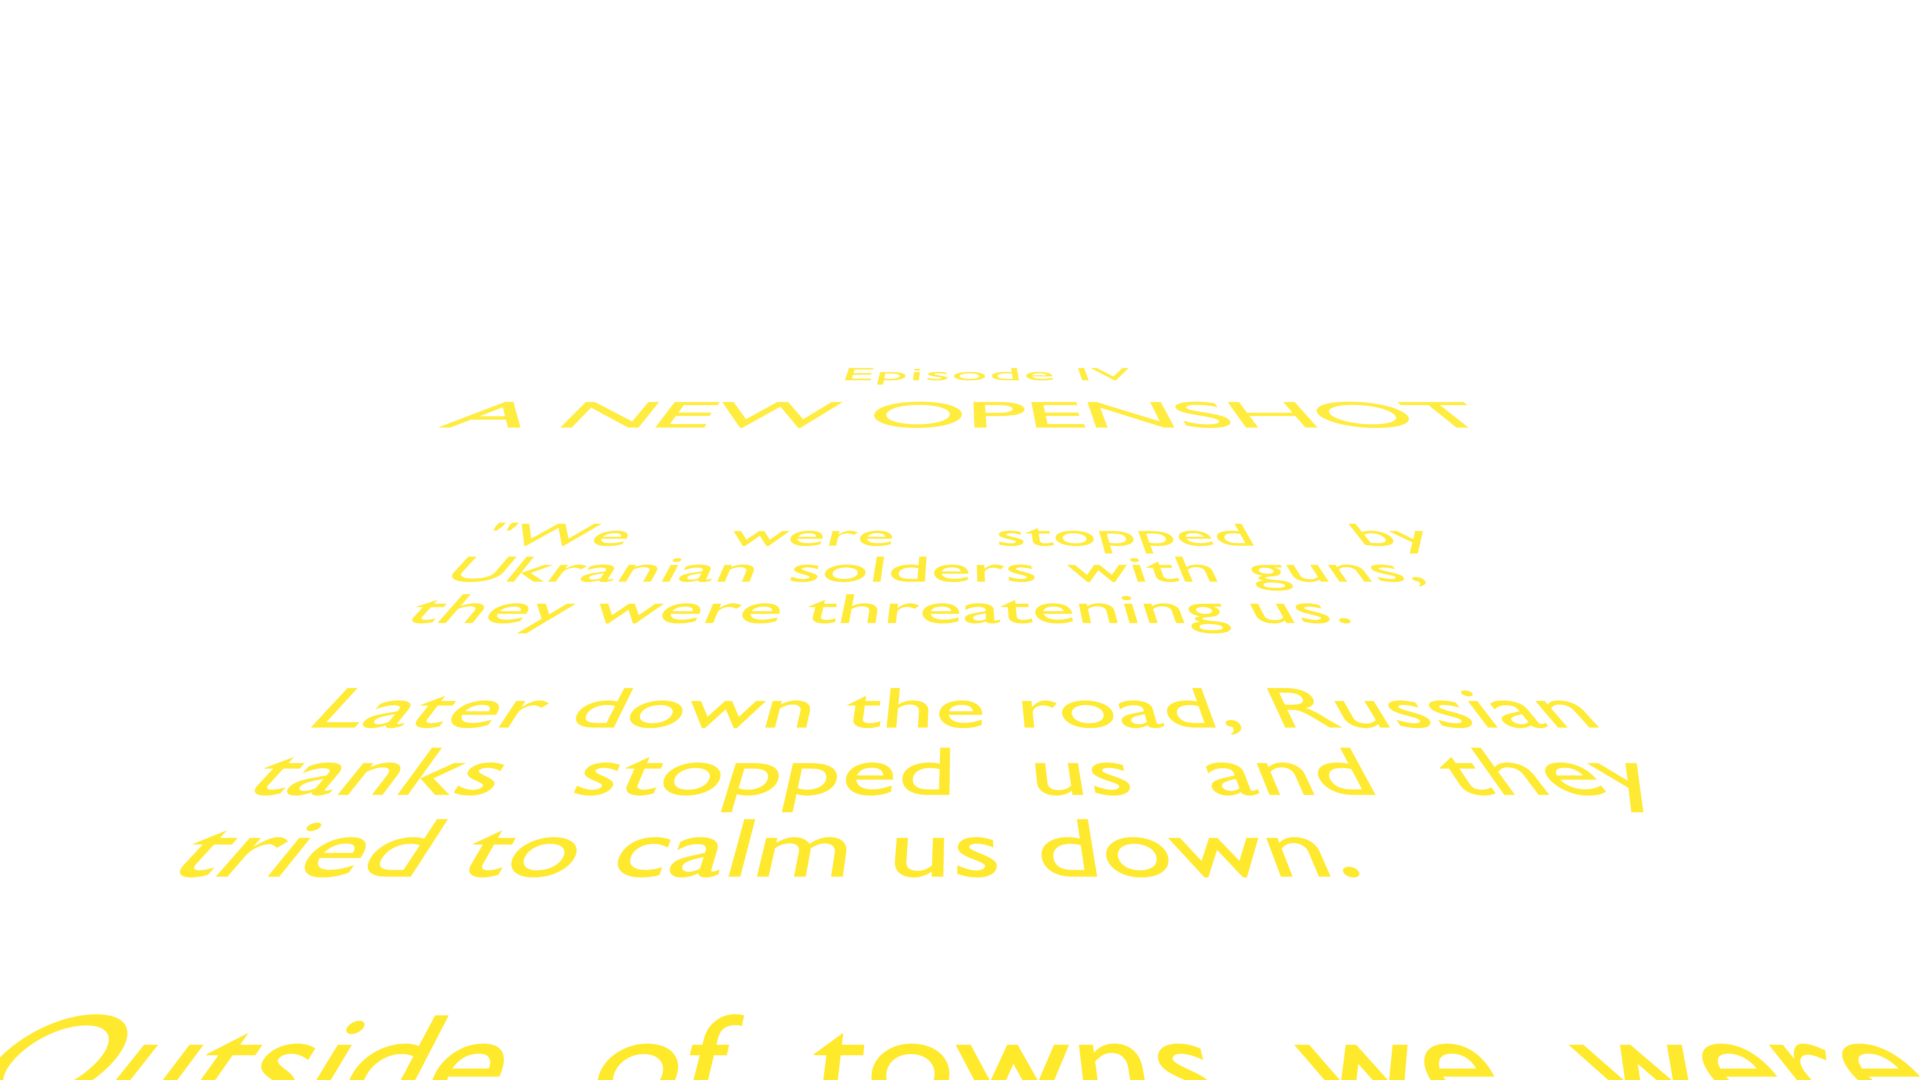 Episode IV
A NEW OPENSHOT
"We were stopped by
Ukranian solders with guns,
they were threatening us.
Later down the road, Russian
tanks stopped us and they
tried to calm us down.
Outside of towns we were